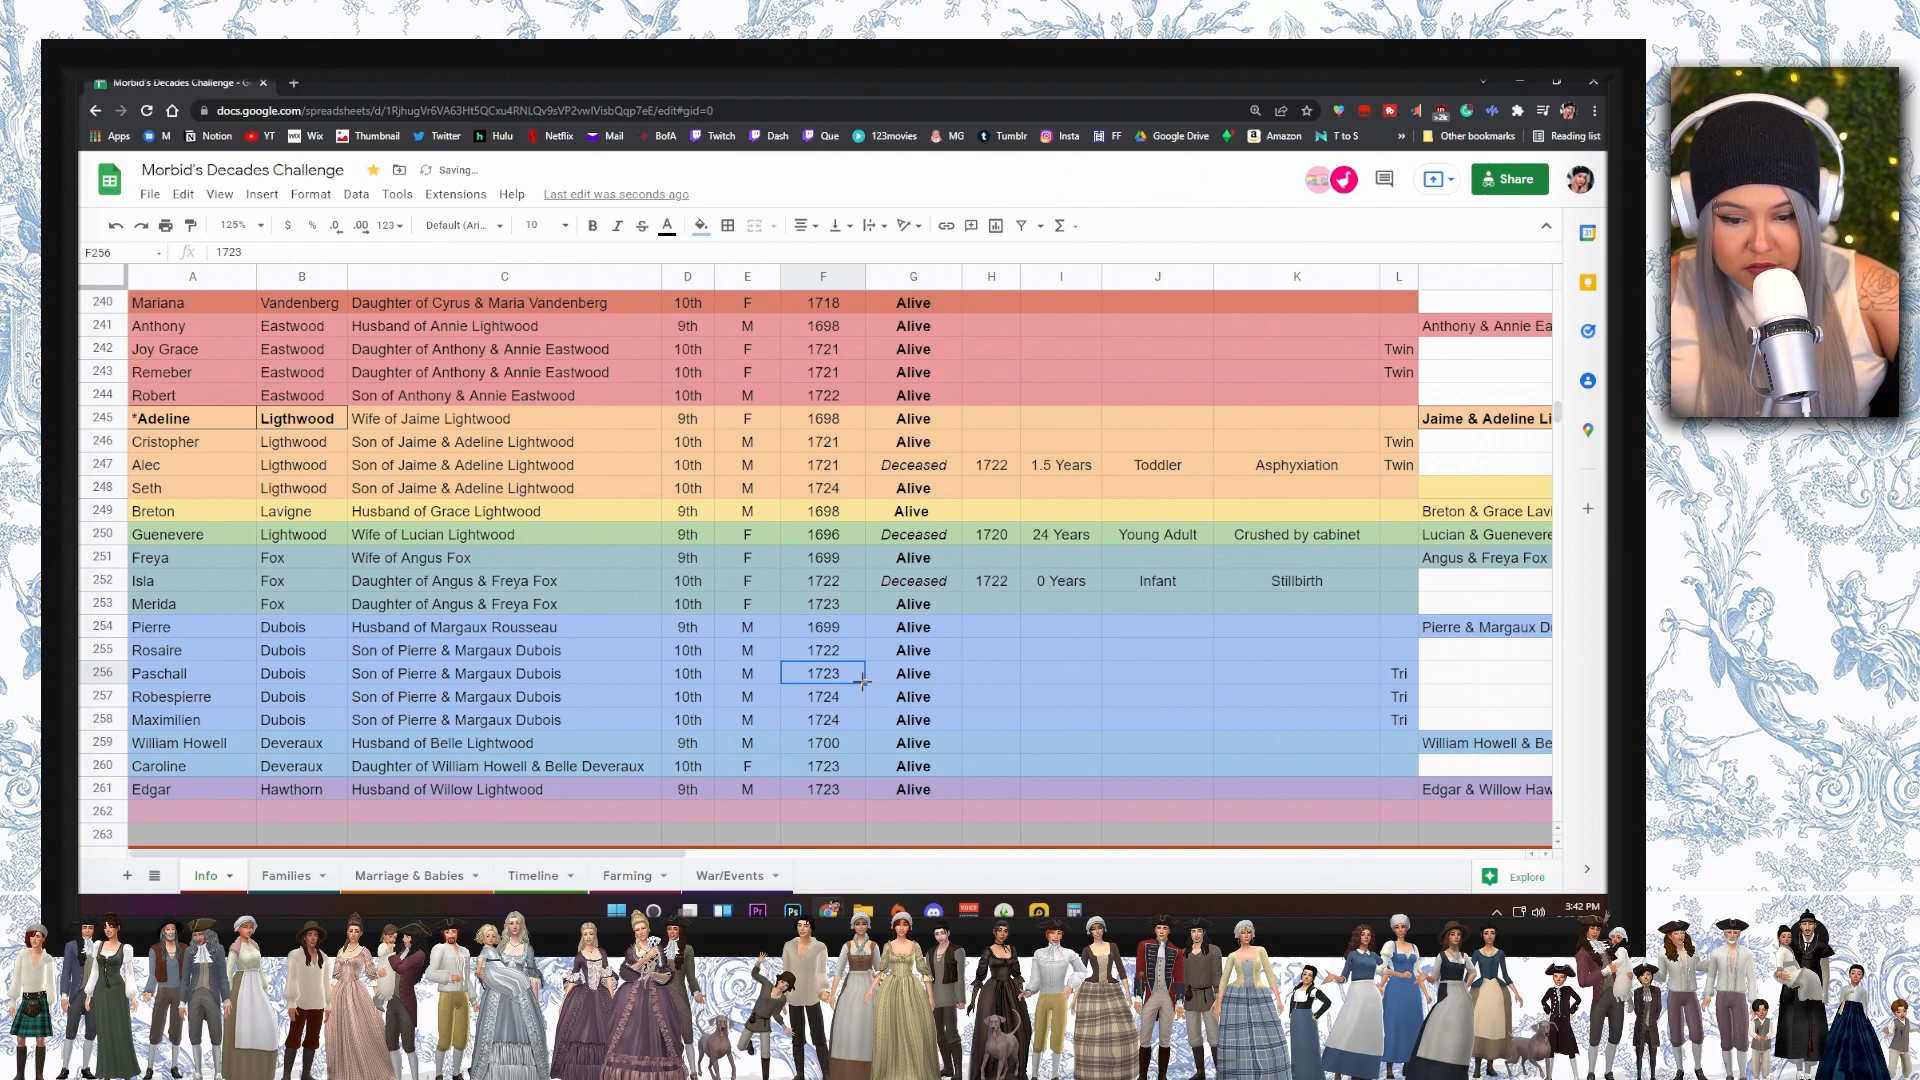 Morbid's Decades Challenge - G
docs.google.com/spreadsheets/d/1RjhugVr6VA63Ht5QCxu4RNLQv9sVP2vwlVisbQqp7eE/edit#gid=0
Apps M Notion YT Wix Thumbnail Twitter Hulu Netflix Mail BofA Twitch Dash Que 123movies MG Tumblr Insta FF Google Drive Amazon T to S » Other bookmarks Reading list
Morbid's Decades Challenge Saving...
File Edit View Insert Format Data Tools Extensions Help Last edit was seconds ago
Share
125% $ % .0 .00 123 Default (Ari... 10 B I S A
F256 fx 1723
A B C D E F G H I J K L
240 Mariana Vandenberg Daughter of Cyrus & Maria Vandenberg 10th F 1718 Alive
241 Anthony Eastwood Husband of Annie Lightwood 9th M 1698 Alive Anthony & Annie Ea
242 Joy Grace Eastwood Daughter of Anthony & Annie Eastwood 10th F 1721 Alive Twin
243 Remeber Eastwood Daughter of Anthony & Annie Eastwood 10th F 1721 Alive Twin
244 Robert Eastwood Son of Anthony & Annie Eastwood 10th M 1722 Alive
245 *Adeline Ligthwood Wife of Jaime Lightwood 9th F 1698 Alive Jaime & Adeline Li
246 Cristopher Ligthwood Son of Jaime & Adeline Lightwood 10th M 1721 Alive Twin
247 Alec Ligthwood Son of Jaime & Adeline Lightwood 10th M 1721 Deceased 1722 1.5 Years Toddler Asphyxiation Twin
248 Seth Ligthwood Son of Jaime & Adeline Lightwood 10th M 1724 Alive
249 Breton Lavigne Husband of Grace Lightwood 9th M 1698 Alive Breton & Grace Lavi
250 Guenevere Lightwood Wife of Lucian Lightwood 9th F 1696 Deceased 1720 24 Years Young Adult Crushed by cabinet Lucian & Guenevere
251 Freya Fox Wife of Angus Fox 9th F 1699 Alive Angus & Freya Fox
252 Isla Fox Daughter of Angus & Freya Fox 10th F 1722 Deceased 1722 0 Years Infant Stillbirth
253 Merida Fox Daughter of Angus & Freya Fox 10th F 1723 Alive
254 Pierre Dubois Husband of Margaux Rousseau 9th M 1699 Alive Pierre & Margaux D
255 Rosaire Dubois Son of Pierre & Margaux Dubois 10th M 1722 Alive
256 Paschall Dubois Son of Pierre & Margaux Dubois 10th M 1723 Alive Tri
257 Robespierre Dubois Son of Pierre & Margaux Dubois 10th M 1724 Alive Tri
258 Maximilien Dubois Son of Pierre & Margaux Dubois 10th M 1724 Alive Tri
259 William Howell Deveraux Husband of Belle Lightwood 9th M 1700 Alive William Howell & Be
260 Caroline Deveraux Daughter of William Howell & Belle Deveraux 10th F 1723 Alive
261 Edgar Hawthorn Husband of Willow Lightwood 9th M 1723 Alive Edgar & Willow Haw
262
263
Info Families Marriage & Babies Timeline Farming War/Events Explore
3:42 PM